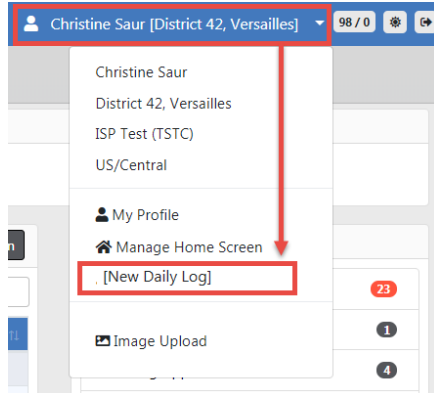 Christine Saur [District 42, Versailles]
98 / 0
Christine Saur
District 42, Versailles
ISP Test (TSTC)
US/Central
My Profile
Manage Home Screen
[New Daily Log]
23
Image Upload
1
4